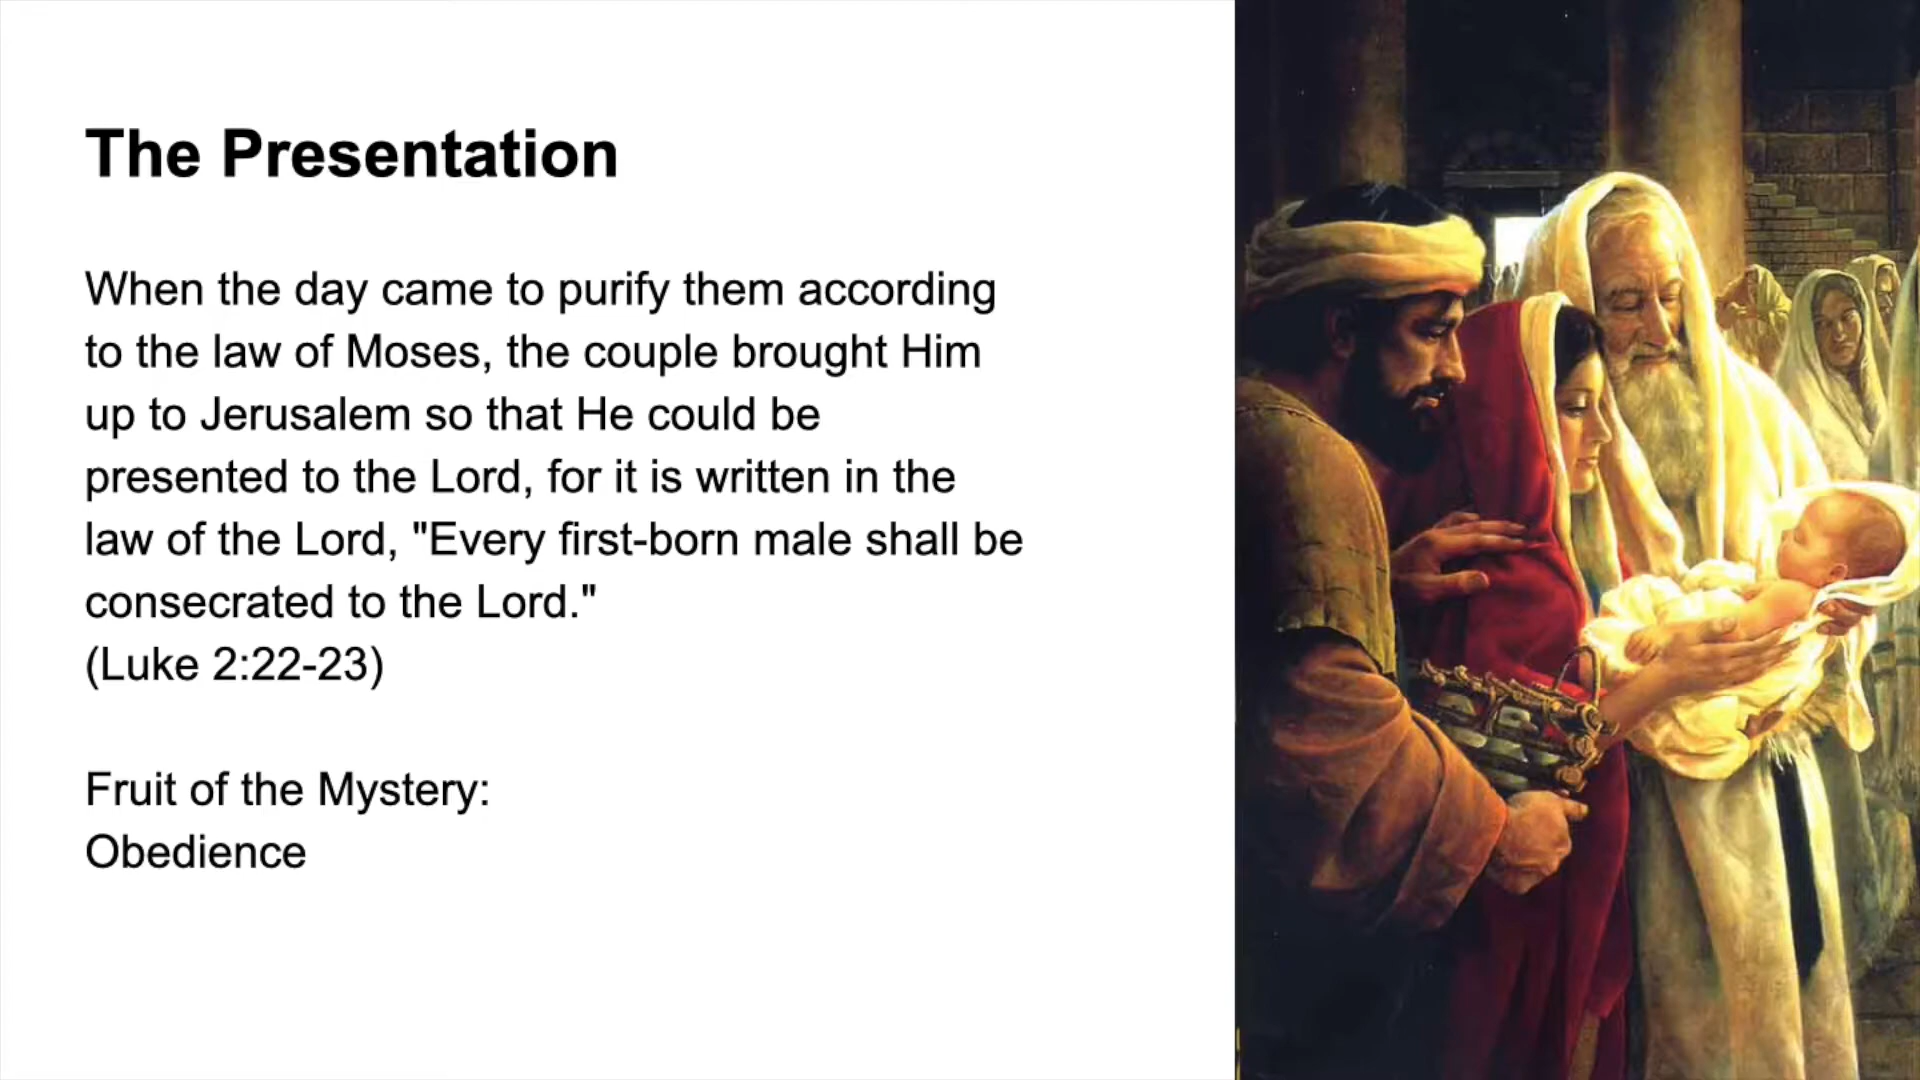 The Presentation
When the day came to purify them according
to the law of Moses, the couple brought Him
up to Jerusalem so that He could be
presented to the Lord, for it is written in the
law of the Lord, "Every first-born male shall be
consecrated to the Lord."
(Luke 2:22-23)
Fruit of the Mystery:
Obedience